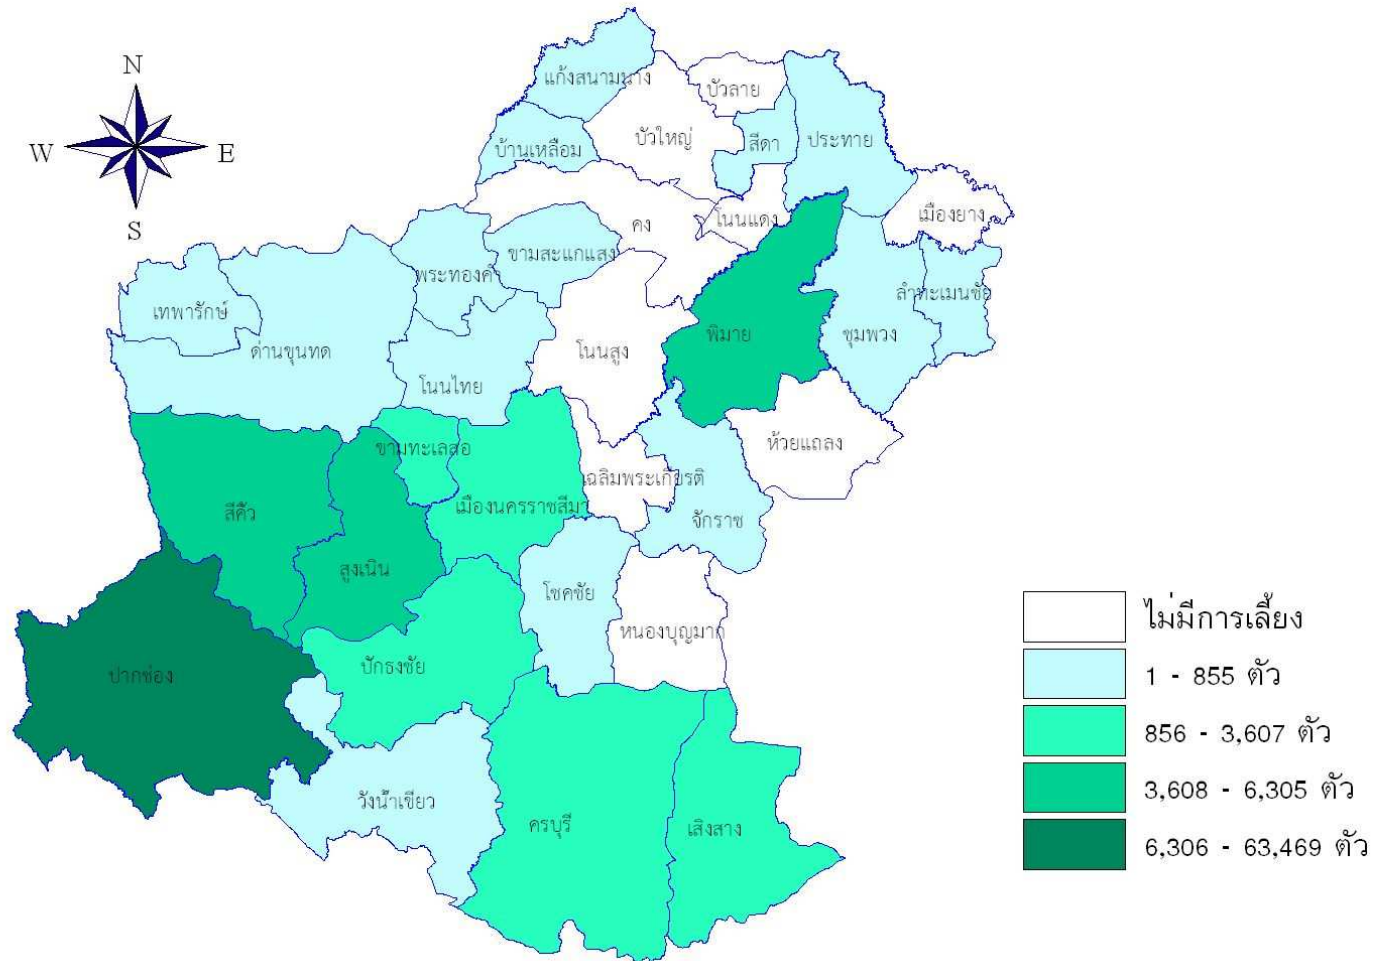 N
W
E
S
แก้งสนามนาง
บัวลาย
บัวใหญ่
สีดา
ประทาย
บ้านเหลื่อม
เมืองยาง
โนนแดง
คง
ขามสะแกแสง
พระทองคำ
ลำทะเมนชัย
เทพารักษ์
ด่านขุนทด
พิมาย
ชุมพวง
โนนสูง
โนนไทย
ขามทะเลสอ
ห้วยแถลง
เฉลิมพระเกียรติ
เมืองนครราชสีมา
สีคิ้ว
จักราช
สูงเนิน
โชคชัย
หนองบุญมาก
ปักธงชัย
ปากช่อง
วังน้ำเขียว
ครบุรี
เสิงสาง
ไม่มีการเลี้ยง
1 - 855 ตัว
856 - 3,607 ตัว
3,608 - 6,305 ตัว
6,306 - 63,469 ตัว